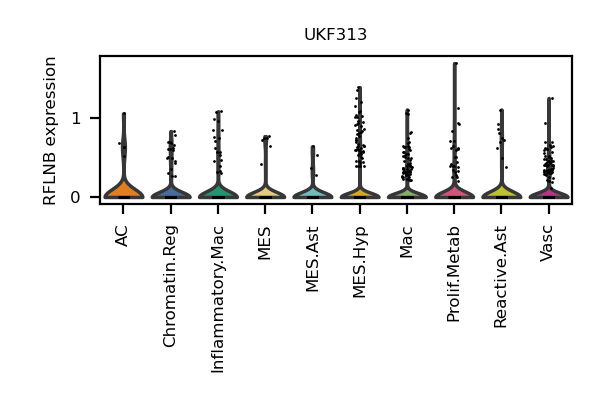 UKF313
RFLNB expression
1
0
AC
Chromatin.Reg
Inflammatory.Mac
MES
MES.Ast
MES.Hyp
Mac
Prolif.Metab
Reactive.Ast
Vasc